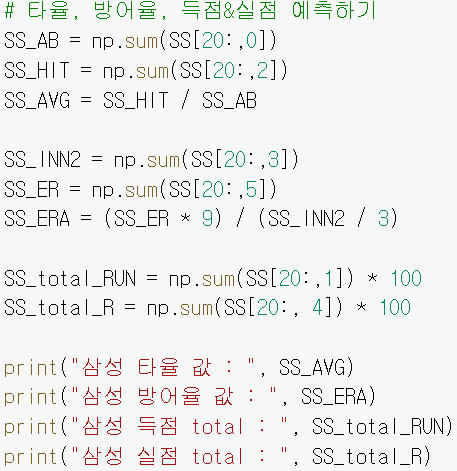 # 타율, 방어율, 득점&실점 예측하기
SS_AB = np.sum(SS[20:,0])
SS_HIT = np.sum(SS[20:,2])
SS_AVG = SS_HIT / SS_AB
SS_INN2 = np.sum(SS[20:,3])
SS_ER = np.sum(SS[20:,5])
SS_ERA = (SS_ER * 9) / (SS_INN2 / 3)
SS_total_RUN = np.sum(SS[20:,1]) * 100
SS_total_R = np.sum(SS[20:, 4]) * 100
print("삼성 타율 값 : ", SS_AVG)
print("삼성 방어율 값 : ", SS_ERA)
print("삼성 득점 total : ", SS_total_RUN)
print("삼성 실점 total : ", SS_total_R)